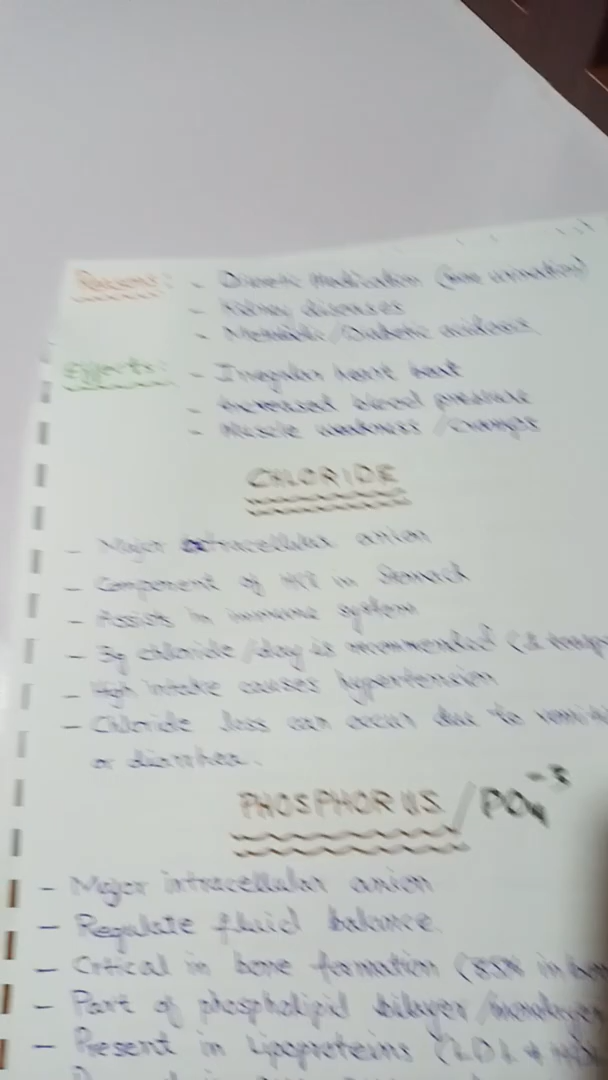 Reasons: - Diuretic Medication (more urination)
- Kidney diseases
- Metabolic/Diabetic acidosis
Effects: - Irregular heart beat
- Increased blood pressure
- Muscle weakness/Cramps
CHLORIDE
- Major extracellular anion
- Component of HCl in Stomach
- Assists in immune system
- 3g chloride/day is recommended
- High intake causes hypertension
- Chloride loss can occur due to
or diarrhea.
PHOSPHORUS / PO4-3
- Major intracellular anion
- Regulate fluid balance.
- Critical in bone formation (85% in
- Part of phospholipid bilayer/
- Present in Lipoproteins (LDL +